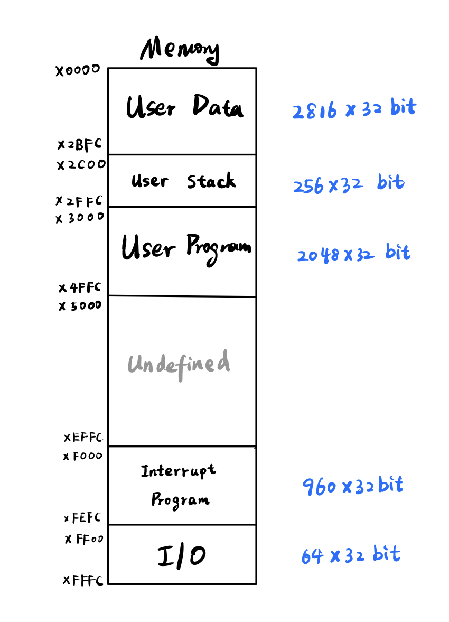 Memory
x0000
User Data
2816 x 32 bit
x2BFC
x2C00
User Stack
256 x 32 bit
x2FFC
x3000
User Program
2048 x 32 bit
x4FFC
x5000
Undefined
xEFFC
xF000
Interrupt
Program
960 x 32 bit
xFEFC
xFF00
I/O
64 x 32 bit
xFFFC